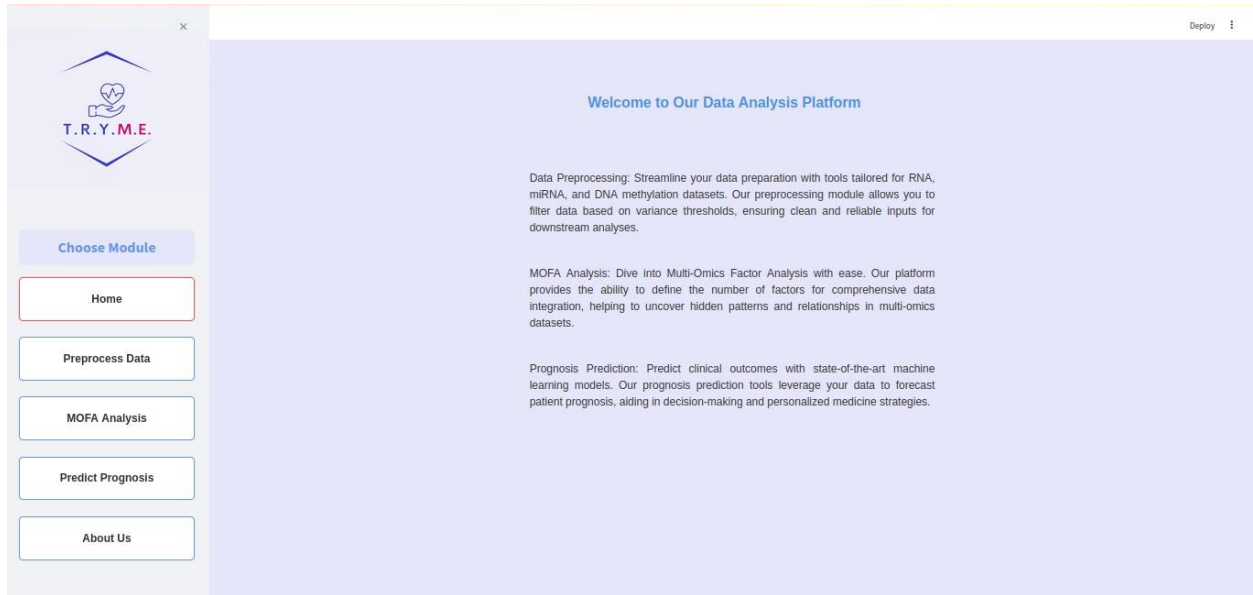 ×
Deploy
T.R.Y.M.E.
Choose Module
Home
Preprocess Data
MOFA Analysis
Predict Prognosis
About Us
Welcome to Our Data Analysis Platform
Data Preprocessing: Streamline your data preparation with tools tailored for RNA,
miRNA, and DNA methylation datasets. Our preprocessing module allows you to
filter data based on variance thresholds, ensuring clean and reliable inputs for
downstream analyses.
MOFA Analysis: Dive into Multi-Omics Factor Analysis with ease. Our platform
provides the ability to define the number of factors for comprehensive data
integration, helping to uncover hidden patterns and relationships in multi-omics
datasets.
Prognosis Prediction: Predict clinical outcomes with state-of-the-art machine
learning models. Our prognosis prediction tools leverage your data to forecast
patient prognosis, aiding in decision-making and personalized medicine strategies.